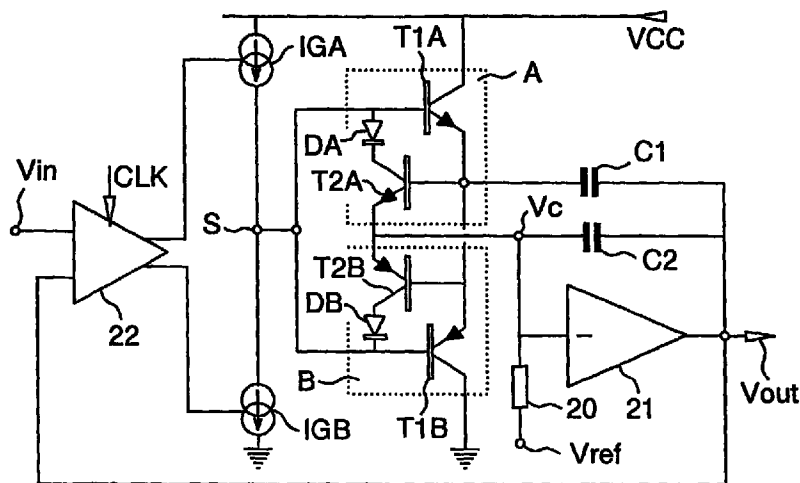 T1A
VCC
IGA
A
DA
C1
Vin
CLK
T2A
S
Vc
C2
T2B
22
DB
B
20
21
Vout
IGB
T1B
Vref